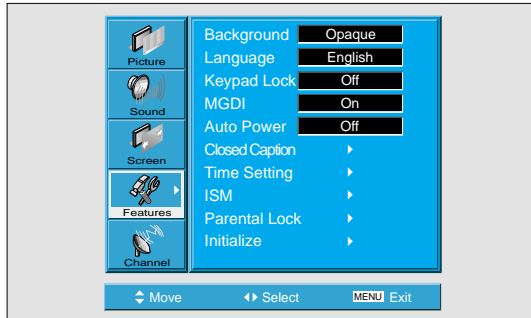 Picture
Sound
Screen
Features
Channel
Background Opaque
Language English
Keypad Lock Off
MGDI On
Auto Power Off
Closed Caption
Time Setting
ISM
Parental Lock
Initialize
Move Select MENU Exit